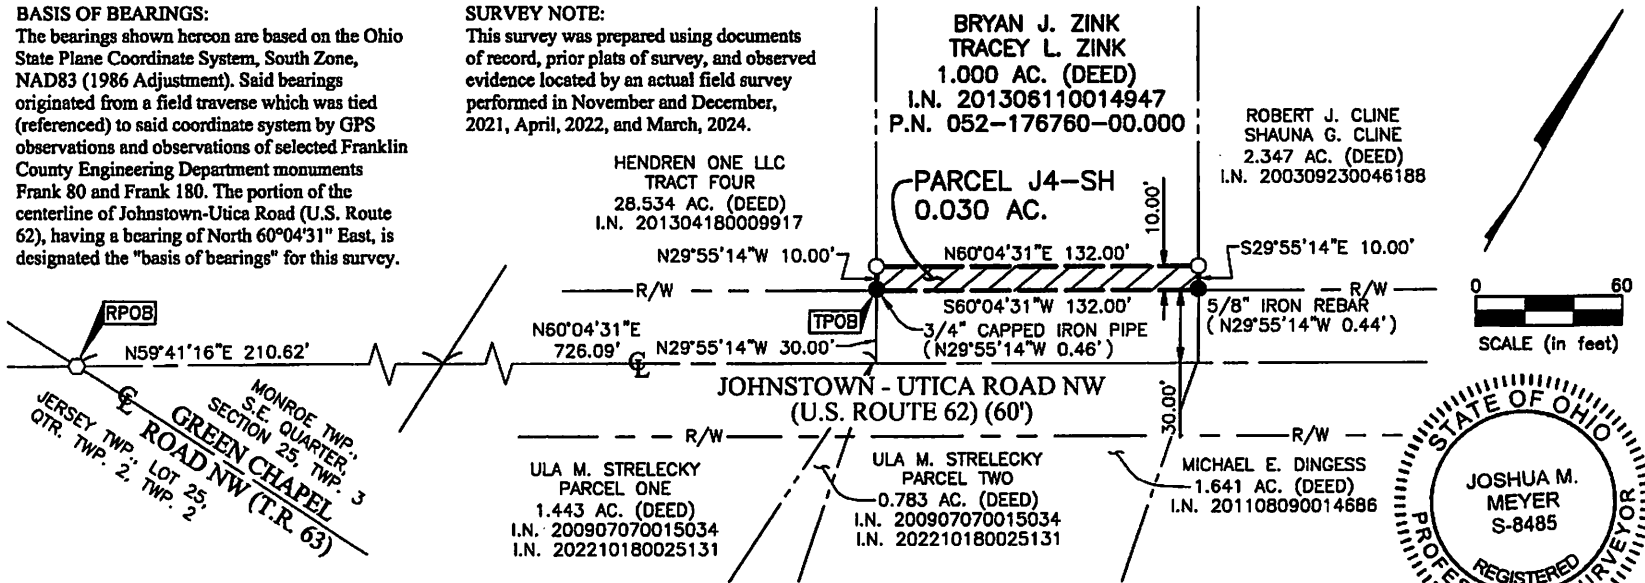 BASIS OF BEARINGS:
The bearings shown hereon are based on the Ohio
State Plane Coordinate System, South Zone,
NAD83 (1986 Adjustment). Said bearings
originated from a field traverse which was tied
(referenced) to said coordinate system by GPS
observations and observations of selected Franklin
County Engineering Department monuments
Frank 80 and Frank 180. The portion of the
centerline of Johnstown-Utica Road (U.S. Route
62), having a bearing of North 60°04'31" East, is
designated the "basis of bearings" for this survey.
SURVEY NOTE:
This survey was prepared using documents
of record, prior plats of survey, and observed
evidence located by an actual field survey
performed in November and December,
2021, April, 2022, and March, 2024.
BRYAN J. ZINK
TRACEY L. ZINK
1.000 AC. (DEED)
I.N. 201306110014947
P.N. 052-176760-00.000
ROBERT J. CLINE
SHAUNA G. CLINE
2.347 AC. (DEED)
I.N. 200309230046188
HENDREN ONE LLC
TRACT FOUR
28.534 AC. (DEED)
I.N. 201304180009917
PARCEL J4-SH
0.030 AC.
10.00'
N29°55'14"W 10.00'
N60°04'31"E 132.00'
S29°55'14"E 10.00'
R/W
R/W
S60°04'31"W 132.00'
5/8" IRON REBAR
(N29°55'14"W 0.44')
TPOB
3/4" CAPPED IRON PIPE
(N29°55'14"W 0.46')
0 60
SCALE (in feet)
RPOB
N59°41'16"E 210.62'
N60°04'31"E
726.09'
N29°55'14"W 30.00'
CL
JOHNSTOWN - UTICA ROAD NW
(U.S. ROUTE 62) (60')
30.00'
R/W
R/W
CL
MONROE TWP.,
S.E. QUARTER,
SECTION 25, TWP. 3
GREEN CHAPEL
ROAD NW (T.R. 63)
JERSEY TWP., LOT 25,
QTR. TWP. 2, TWP. 2
ULA M. STRELECKY
PARCEL ONE
1.443 AC. (DEED)
I.N. 200907070015034
I.N. 202210180025131
ULA M. STRELECKY
PARCEL TWO
0.783 AC. (DEED)
I.N. 200907070015034
I.N. 202210180025131
MICHAEL E. DINGESS
1.641 AC. (DEED)
I.N. 201108090014686
STATE OF OHIO
JOSHUA M.
MEYER
S-8485
REGISTERED